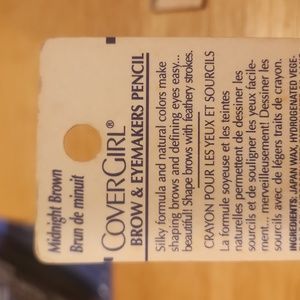 Midnight Brown
Brun de minuit
COVERGIRL®
BROW & EYEMAKERS PENCIL
Silky formula and natural colors make
shaping brows and defining eyes easy...
beautiful! Shape brows with feathery strokes.
CRAYON POUR LES YEUX ET SOURCILS
La formule soyeuse et les teintes
naturelles permettent de dessiner les
sourcils et de souligner les yeux facile-
ment... merveilleusement! Dessiner les
sourcils avec de légers traits de crayon.
INGREDIENTS: JAPAN WAX, HYDROGENATED VEGE-